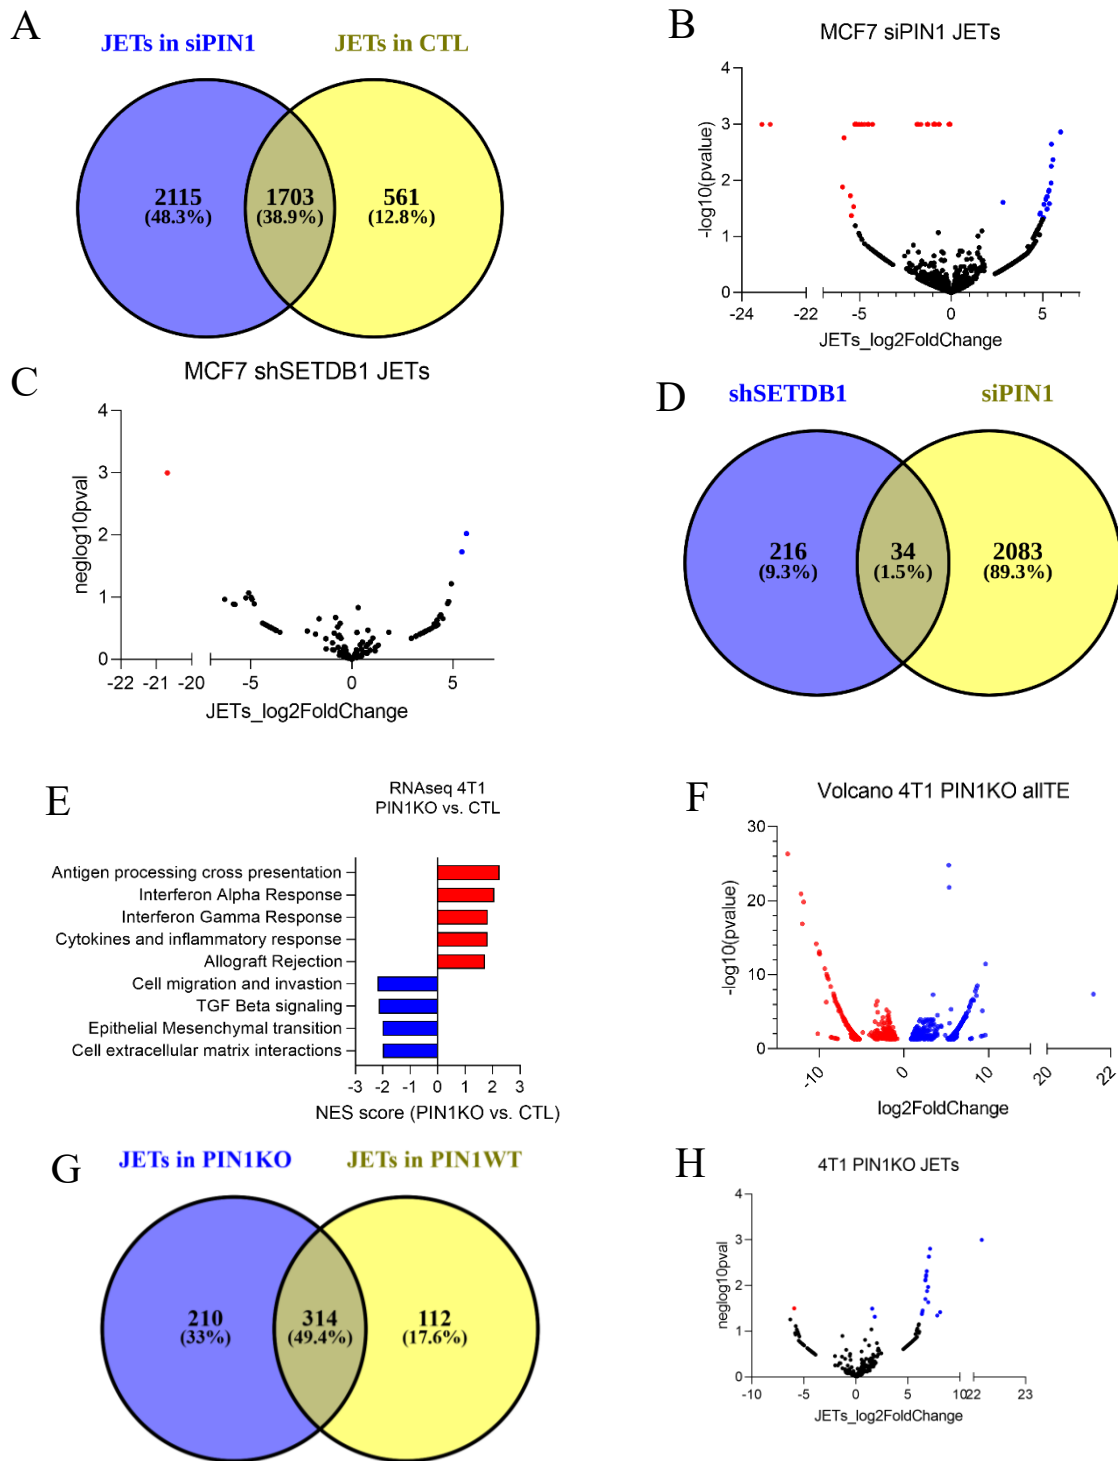 A
JETs in siPIN1
JETs in CTL
2115
(48.3%)
1703
(38.9%)
561
(12.8%)
B
MCF7 siPIN1 JETs
-log10(pvalue)
4
3
2
1
0
-24
-22
-5
0
5
JETs_log2FoldChange
C
MCF7 shSETDB1 JETs
neglog10pval
4
3
2
1
0
-22
-21
-20
-5
0
5
JETs_log2FoldChange
D
shSETDB1
siPIN1
216
(9.3%)
34
(1.5%)
2083
(89.3%)
E
RNAseq 4T1
PIN1KO vs. CTL
Antigen processing cross presentation
Interferon Alpha Response
Interferon Gamma Response
Cytokines and inflammatory response
Allograft Rejection
Cell migration and invastion
TGF Beta signaling
Epithelial Mesenchymal transition
Cell extracellular matrix interactions
-3 -2 -1 0 1 2 3
NES score (PIN1KO vs. CTL)
F
Volcano 4T1 PIN1KO allTE
-log10(pvalue)
30
20
10
0
-10
0
10
20
22
log2FoldChange
G
JETs in PIN1KO
JETs in PIN1WT
210
(33%)
314
(49.4%)
112
(17.6%)
H
4T1 PIN1KO JETs
neglog10pval
4
3
2
1
0
-10
-5
0
5
10
22
23
JETs_log2FoldChange